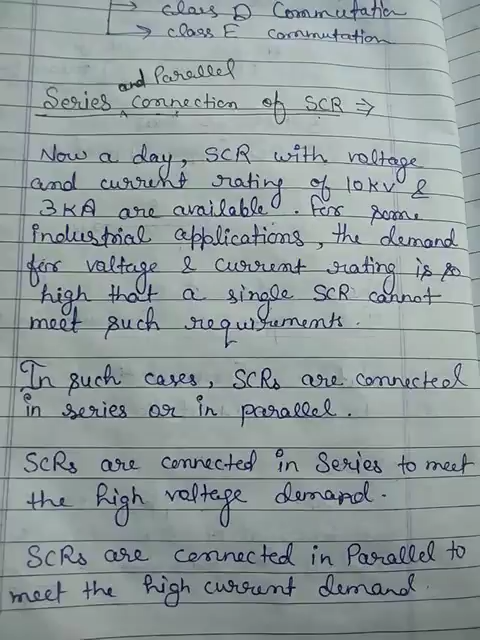 → class D Commutation
→ class E commutation
and Parallel
Series ^ connection of SCR ⇒
Now a day, SCR with voltage
and current rating of 10KV &
3KA are available. For some
industrial applications, the demand
for voltage & current rating is so
high that a single SCR cannot
meet such requirements.
In such cases, SCRs are connected
in series or in parallel.
SCRs are connected in Series to meet
the high voltage demand.
SCRs are connected in Parallel to
meet the high current demand.